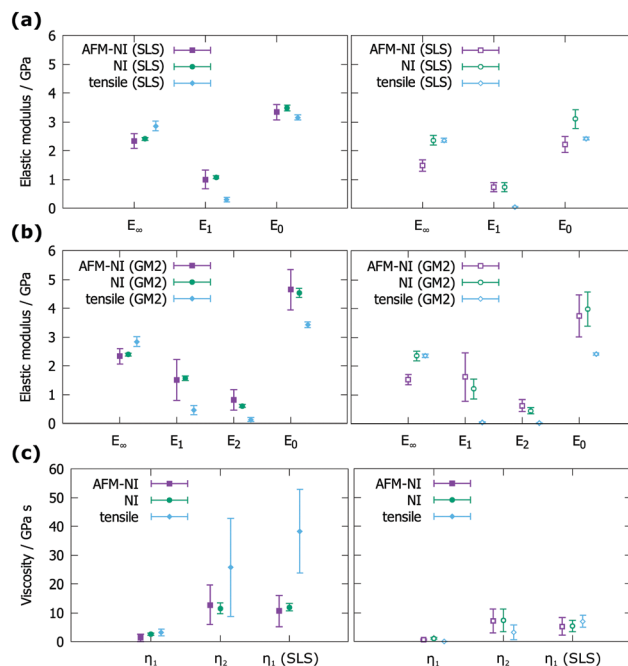 (a)
Elastic modulus / GPa
6
5
4
3
2
1
0
AFM-NI (SLS)
NI (SLS)
tensile (SLS)
E∞ E₁ E₀
AFM-NI (SLS)
NI (SLS)
tensile (SLS)
E∞ E₁ E₀
(b)
Elastic modulus / GPa
6
5
4
3
2
1
0
AFM-NI (GM2)
NI (GM2)
tensile (GM2)
E∞ E₁ E₂ E₀
AFM-NI (GM2)
NI (GM2)
tensile (GM2)
E∞ E₁ E₂ E₀
(c)
Viscosity / GPa s
60
50
40
30
20
10
0
AFM-NI
NI
tensile
η₁ η₂ η₁ (SLS)
AFM-NI
NI
tensile
η₁ η₂ η₁ (SLS)